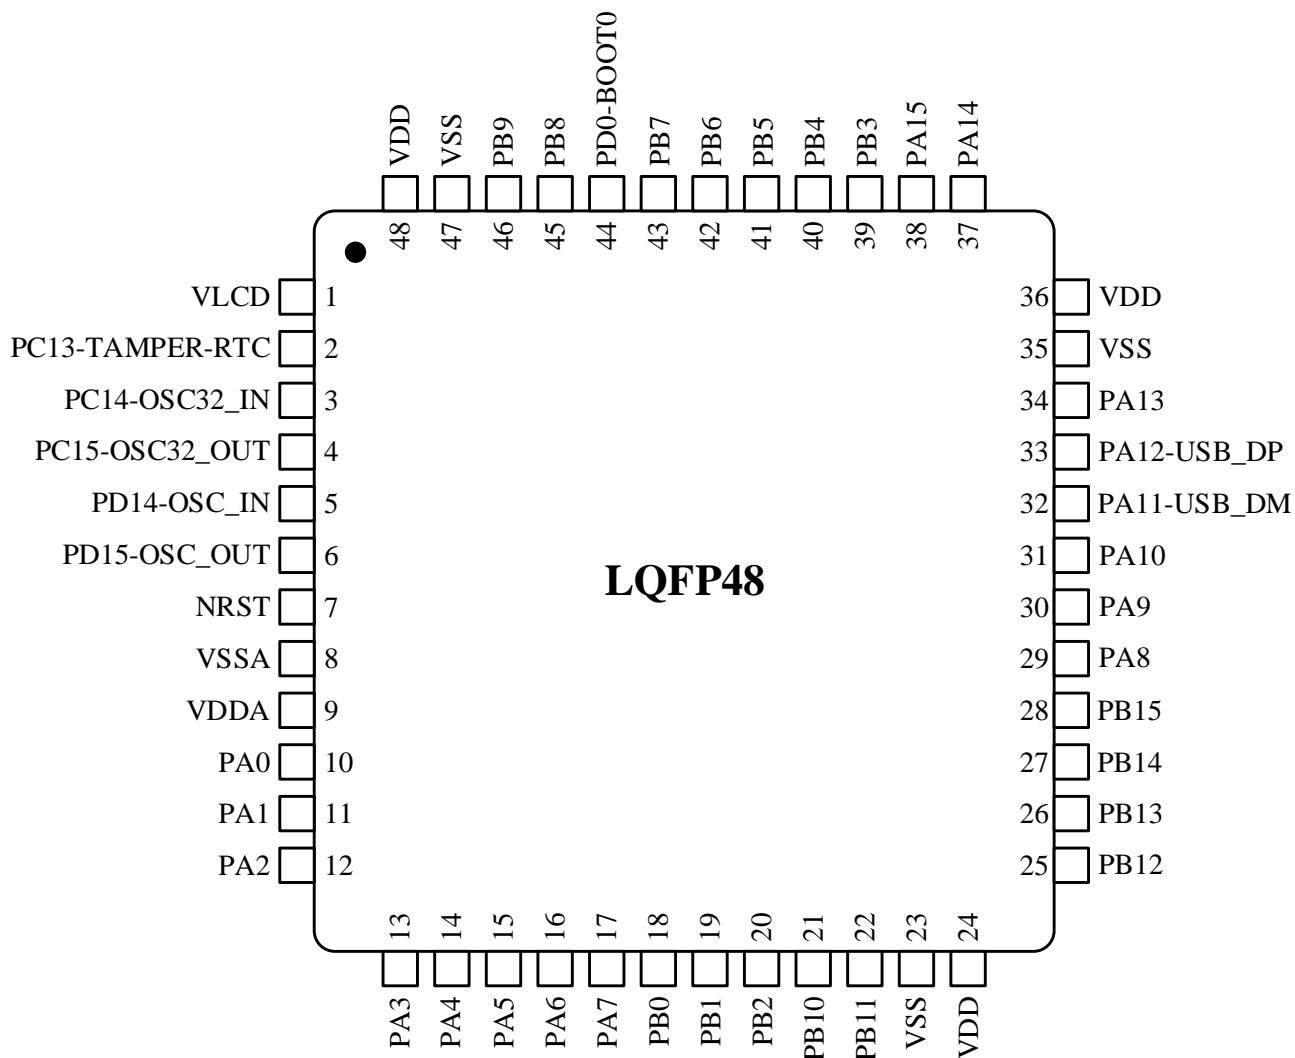 VDD VSS PB9 PB8 PD0-BOOT0 PB7 PB6 PB5 PB4 PB3 PA15 PA14
48 47 46 45 44 43 42 41 40 39 38 37
VLCD 1 36 VDD
PC13-TAMPER-RTC 2 35 VSS
PC14-OSC32_IN 3 34 PA13
PC15-OSC32_OUT 4 33 PA12-USB_DP
PD14-OSC_IN 5 32 PA11-USB_DM
PD15-OSC_OUT 6 31 PA10
LQFP48
NRST 7 30 PA9
VSSA 8 29 PA8
VDDA 9 28 PB15
PA0 10 27 PB14
PA1 11 26 PB13
PA2 12 25 PB12
13 14 15 16 17 18 19 20 21 22 23 24
PA3 PA4 PA5 PA6 PA7 PB0 PB1 PB2 PB10 PB11 VSS VDD